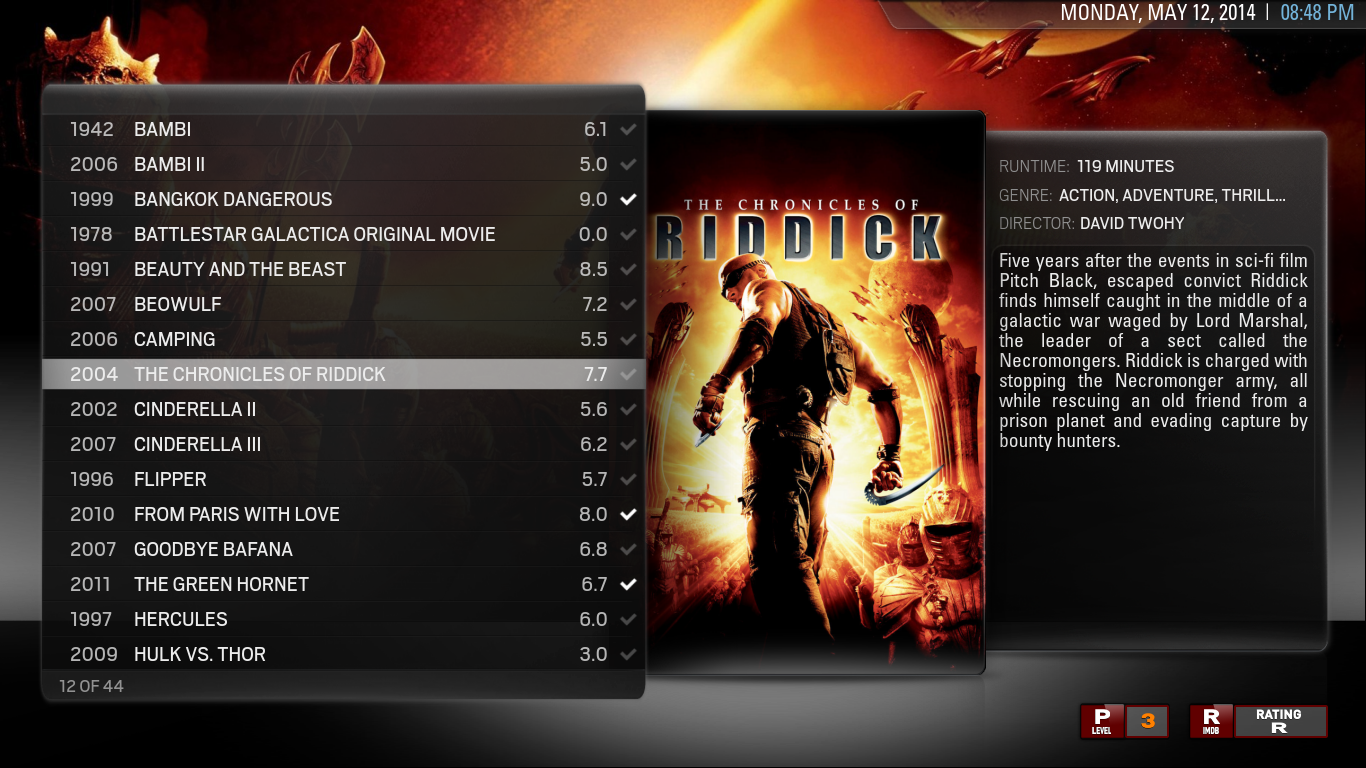 MONDAY, MAY 12, 2014 | 08:48 PM
1942 BAMBI 6.1
2006 BAMBI II 5.0
1999 BANGKOK DANGEROUS 9.0
1978 BATTLESTAR GALACTICA ORIGINAL MOVIE 0.0
1991 BEAUTY AND THE BEAST 8.5
2007 BEOWULF 7.2
2006 CAMPING 5.5
2004 THE CHRONICLES OF RIDDICK 7.7
2002 CINDERELLA II 5.6
2007 CINDERELLA III 6.2
1996 FLIPPER 5.7
2010 FROM PARIS WITH LOVE 8.0
2007 GOODBYE BAFANA 6.8
2011 THE GREEN HORNET 6.7
1997 HERCULES 6.0
2009 HULK VS. THOR 3.0
12 OF 44
THE CHRONICLES OF
RIDDICK
RUNTIME: 119 MINUTES
GENRE: ACTION, ADVENTURE, THRILL...
DIRECTOR: DAVID TWOHY
Five years after the events in sci-fi film
Pitch Black, escaped convict Riddick
finds himself caught in the middle of a
galactic war waged by Lord Marshal,
the leader of a sect called the
Necromongers. Riddick is charged with
stopping the Necromonger army, all
while rescuing an old friend from a
prison planet and evading capture by
bounty hunters.
P LEVEL 3
R IMDB RATING R